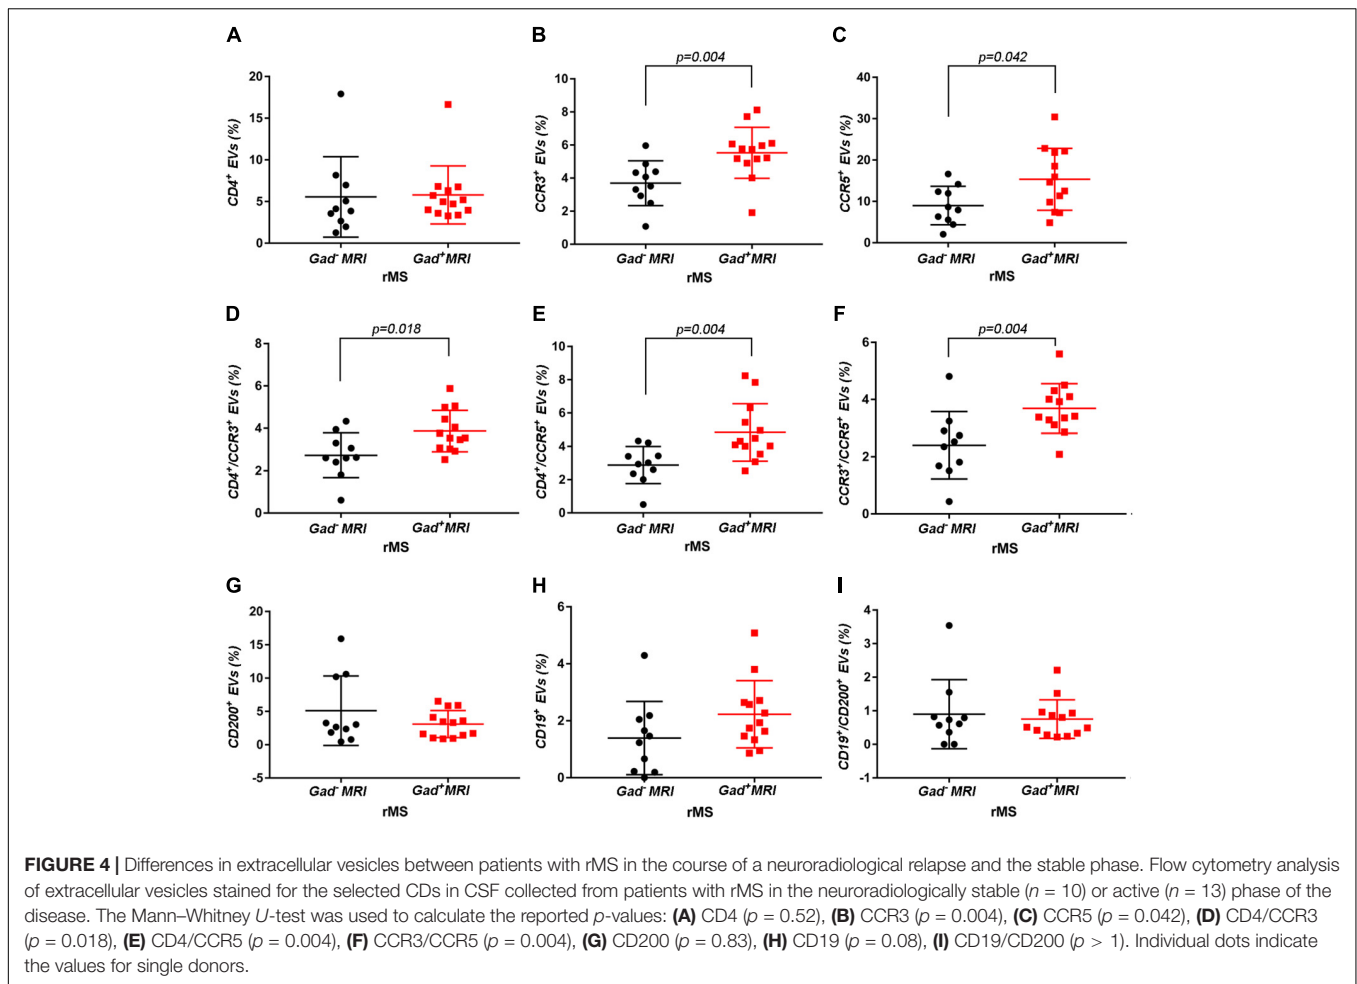 A
CD4⁺ EVs (%)
20
15
10
5
0
Gad⁻ MRI Gad⁺MRI
rMS
B
p=0.004
CCR3⁺ EVs (%)
10
8
6
4
2
0
Gad⁻ MRI Gad⁺MRI
rMS
C
p=0.042
CCR5⁺ EVs (%)
40
30
20
10
0
Gad⁻ MRI Gad⁺MRI
rMS
D
p=0.018
CD4⁺/CCR3⁺ EVs (%)
8
6
4
2
0
Gad⁻ MRI Gad⁺MRI
rMS
E
p=0.004
CD4⁺/CCR5⁺ EVs (%)
10
8
6
4
2
0
Gad⁻ MRI Gad⁺MRI
rMS
F
p=0.004
CCR3⁺/CCR5⁺ EVs (%)
6
4
2
0
Gad⁻ MRI Gad⁺MRI
rMS
G
CD200⁺ EVs (%)
20
15
10
5
0
-5
Gad⁻ MRI Gad⁺MRI
rMS
H
CD19⁺ EVs (%)
6
4
2
0
Gad⁻ MRI Gad⁺MRI
rMS
I
CD19⁺/CD200⁺ EVs (%)
4
3
2
1
0
-1
Gad⁻ MRI Gad⁺MRI
rMS
FIGURE 4 | Differences in extracellular vesicles between patients with rMS in the course of a neuroradiological relapse and the stable phase. Flow cytometry analysis
of extracellular vesicles stained for the selected CDs in CSF collected from patients with rMS in the neuroradiologically stable (n = 10) or active (n = 13) phase of the
disease. The Mann–Whitney U-test was used to calculate the reported p-values: (A) CD4 (p = 0.52), (B) CCR3 (p = 0.004), (C) CCR5 (p = 0.042), (D) CD4/CCR3
(p = 0.018), (E) CD4/CCR5 (p = 0.004), (F) CCR3/CCR5 (p = 0.004), (G) CD200 (p = 0.83), (H) CD19 (p = 0.08), (I) CD19/CD200 (p > 1). Individual dots indicate
the values for single donors.